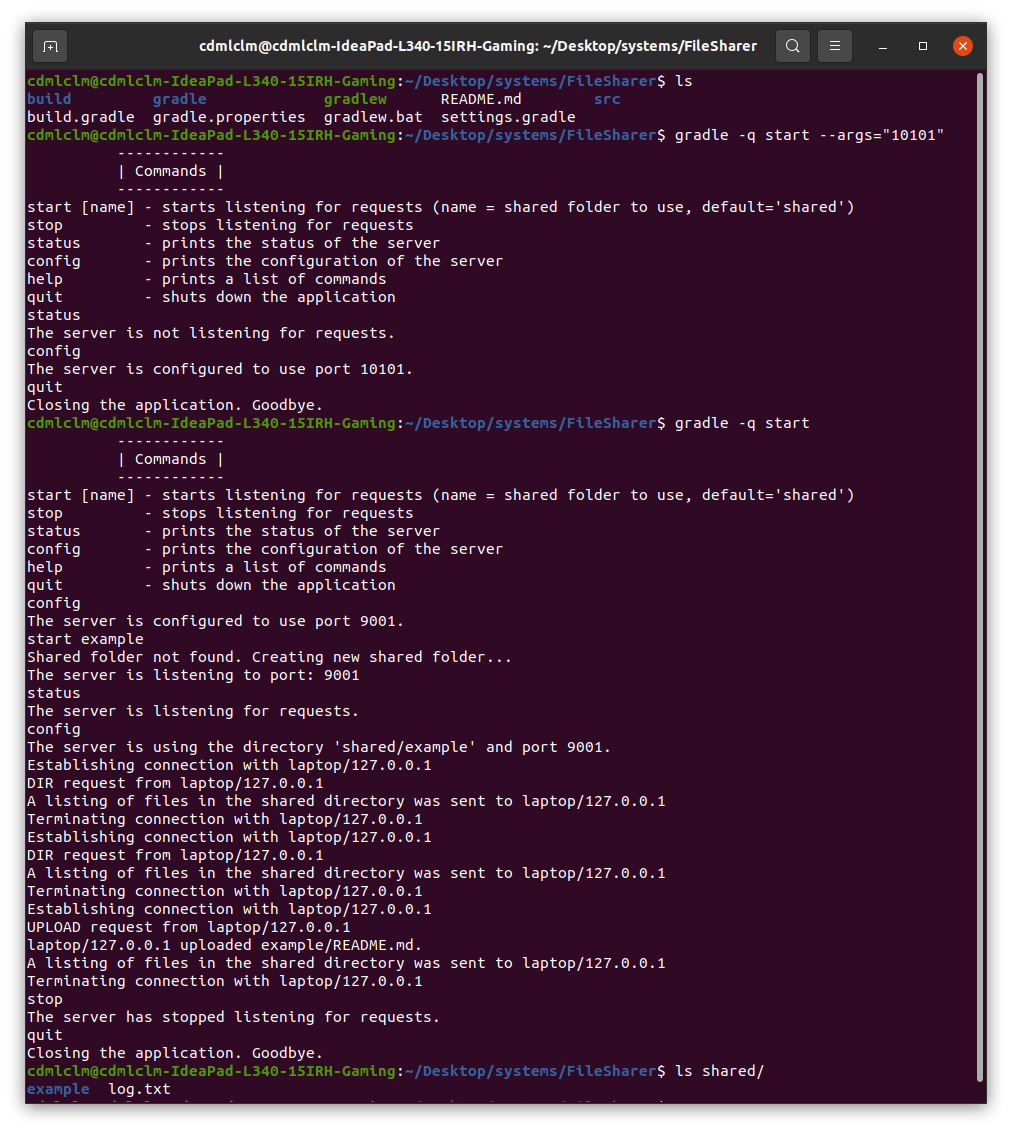 cdmlclm@cdmlclm-IdeaPad-L340-15IRH-Gaming: ~/Desktop/systems/FileSharer
cdmlclm@cdmlclm-IdeaPad-L340-15IRH-Gaming:~/Desktop/systems/FileSharer$ ls
build         gradle             gradlew      README.md        src
build.gradle  gradle.properties  gradlew.bat  settings.gradle
cdmlclm@cdmlclm-IdeaPad-L340-15IRH-Gaming:~/Desktop/systems/FileSharer$ gradle -q start --args="10101"
          ------------
          | Commands |
          ------------
start [name] - starts listening for requests (name = shared folder to use, default='shared')
stop         - stops listening for requests
status       - prints the status of the server
config       - prints the configuration of the server
help         - prints a list of commands
quit         - shuts down the application
status
The server is not listening for requests.
config
The server is configured to use port 10101.
quit
Closing the application. Goodbye.
cdmlclm@cdmlclm-IdeaPad-L340-15IRH-Gaming:~/Desktop/systems/FileSharer$ gradle -q start
          ------------
          | Commands |
          ------------
start [name] - starts listening for requests (name = shared folder to use, default='shared')
stop         - stops listening for requests
status       - prints the status of the server
config       - prints the configuration of the server
help         - prints a list of commands
quit         - shuts down the application
config
The server is configured to use port 9001.
start example
Shared folder not found. Creating new shared folder...
The server is listening to port: 9001
status
The server is listening for requests.
config
The server is using the directory 'shared/example' and port 9001.
Establishing connection with laptop/127.0.0.1
DIR request from laptop/127.0.0.1
A listing of files in the shared directory was sent to laptop/127.0.0.1
Terminating connection with laptop/127.0.0.1
Establishing connection with laptop/127.0.0.1
DIR request from laptop/127.0.0.1
A listing of files in the shared directory was sent to laptop/127.0.0.1
Terminating connection with laptop/127.0.0.1
Establishing connection with laptop/127.0.0.1
UPLOAD request from laptop/127.0.0.1
laptop/127.0.0.1 uploaded example/README.md.
A listing of files in the shared directory was sent to laptop/127.0.0.1
Terminating connection with laptop/127.0.0.1
stop
The server has stopped listening for requests.
quit
Closing the application. Goodbye.
cdmlclm@cdmlclm-IdeaPad-L340-15IRH-Gaming:~/Desktop/systems/FileSharer$ ls shared/
example  log.txt